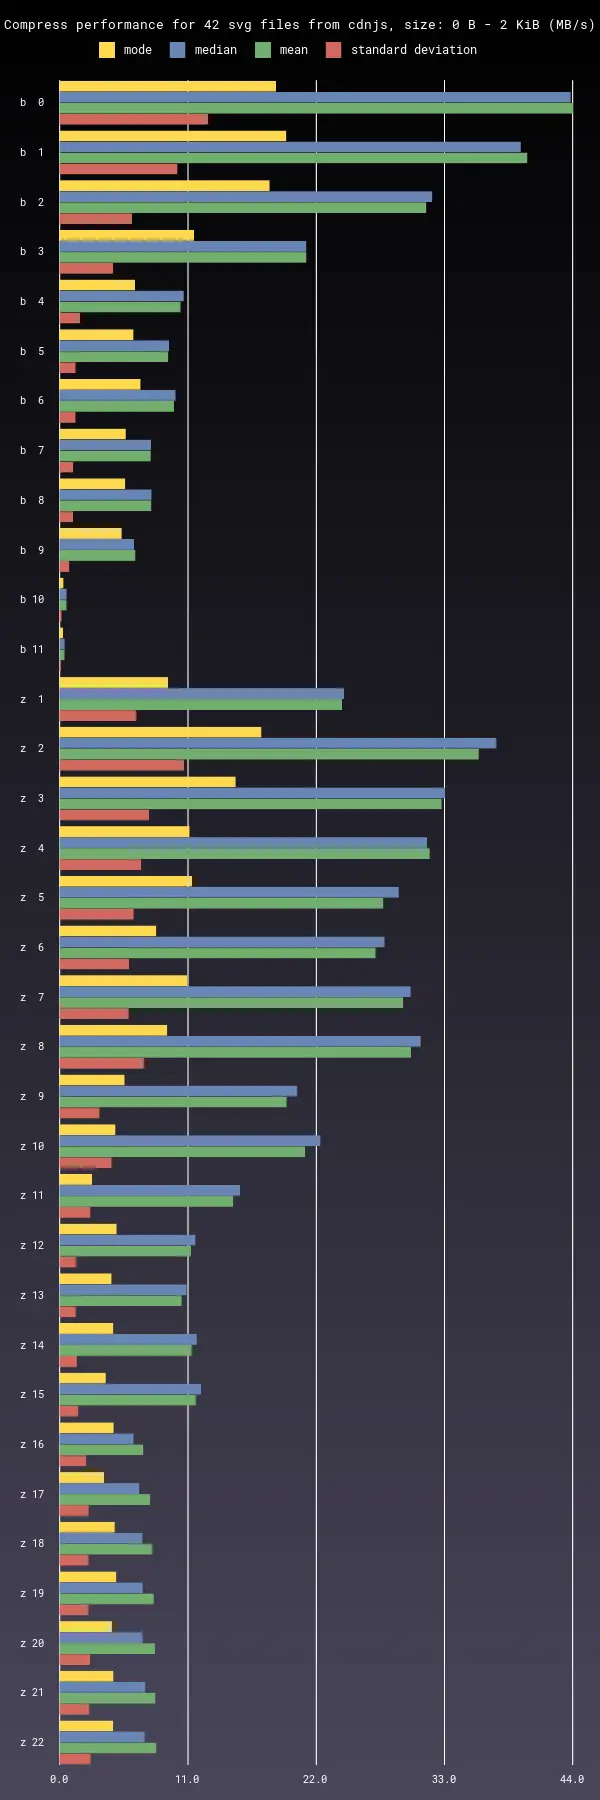 Compress performance for 42 svg files from cdnjs, size: 0 B - 2 KiB (MB/s)
mode median mean standard deviation
b 0
b 1
b 2
b 3
b 4
b 5
b 6
b 7
b 8
b 9
b 10
b 11
z 1
z 2
z 3
z 4
z 5
z 6
z 7
z 8
z 9
z 10
z 11
z 12
z 13
z 14
z 15
z 16
z 17
z 18
z 19
z 20
z 21
z 22
0.0 11.0 22.0 33.0 44.0